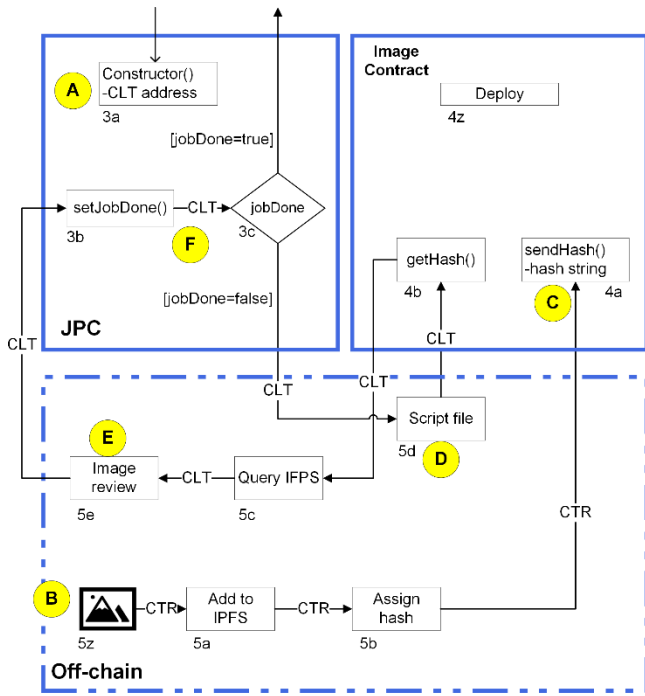 Image
Contract
A
Constructor()
-CLT address
3a
Deploy
4z
[jobDone=true]
setJobDone()
CLT
jobDone
3b
F
3c
getHash()
4b
sendHash()
-hash string
C
4a
[jobDone=false]
JPC
CLT
CLT
CLT
CLT
E
Script file
5d
D
Image
review
5e
CLT
Query IFPS
5c
CTR
B
5z
CTR
Add to
IPFS
5a
CTR
Assign
hash
5b
Off-chain